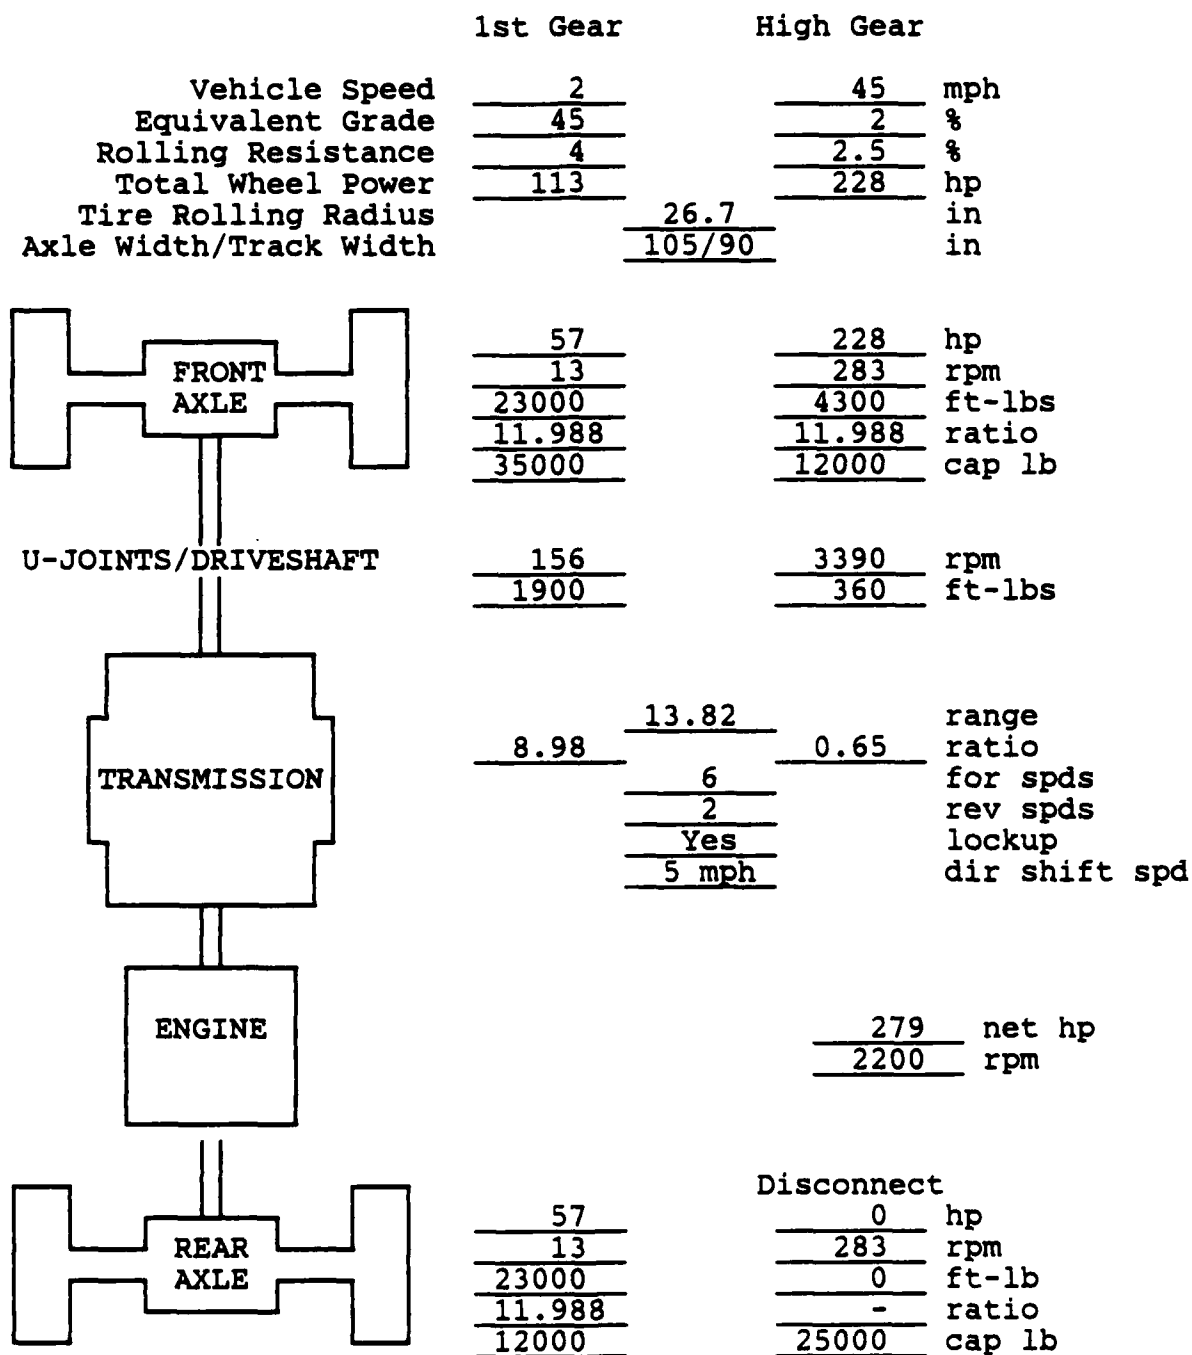 1st Gear High Gear
Vehicle Speed 2 45 mph
Equivalent Grade 45 2 %
Rolling Resistance 4 2.5 %
Total Wheel Power 113 228 hp
Tire Rolling Radius 26.7 in
Axle Width/Track Width 105/90 in
57 228 hp
FRONT 13 283 rpm
AXLE 23000 4300 ft-lbs
11.988 11.988 ratio
35000 12000 cap lb
U-JOINTS/DRIVESHAFT 156 3390 rpm
1900 360 ft-lbs
13.82 range
8.98 0.65 ratio
TRANSMISSION 6 for spds
2 rev spds
Yes lockup
5 mph dir shift spd
ENGINE 279 net hp
2200 rpm
Disconnect
57 0 hp
REAR 13 283 rpm
AXLE 23000 0 ft-lb
11.988 - ratio
12000 25000 cap lb